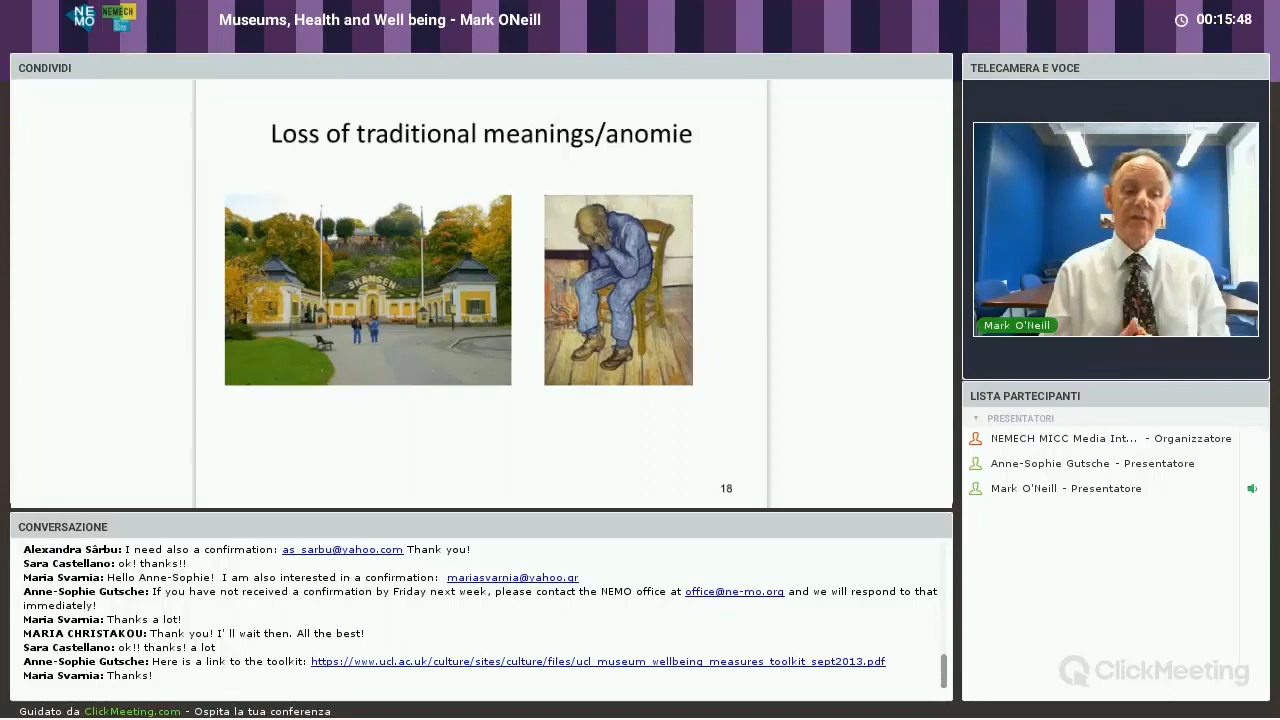 NE
MO
NEMECH
Museums, Health and Well being - Mark ONeill
00:15:48
CONDIVIDI
Loss of traditional meanings/anomie
SKANSEN
18
TELECAMERA E VOCE
Mark O'Neill
LISTA PARTECIPANTI
PRESENTATORI
NEMECH MICC Media Int... - Organizzatore
Anne-Sophie Gutsche - Presentatore
Mark O'Neill - Presentatore
ClickMeeting
CONVERSAZIONE
Alexandra Sârbu: I need also a confirmation: as_sarbu@yahoo.com Thank you!
Sara Castellano: ok! thanks!!
Maria Svarnia: Hello Anne-Sophie! I am also interested in a confirmation: mariasvarnia@yahoo.gr
Anne-Sophie Gutsche: If you have not received a confirmation by Friday next week, please contact the NEMO office at office@ne-mo.org and we will respond to that
immediately!
Maria Svarnia: Thanks a lot!
MARIA CHRISTAKOU: Thank you! I' ll wait then. All the best!
Sara Castellano: ok!! thanks! a lot
Anne-Sophie Gutsche: Here is a link to the toolkit: https://www.ucl.ac.uk/culture/sites/culture/files/ucl_museum_wellbeing_measures_toolkit_sept2013.pdf
Maria Svarnia: Thanks!
Guidato da ClickMeeting.com - Ospita la tua conferenza